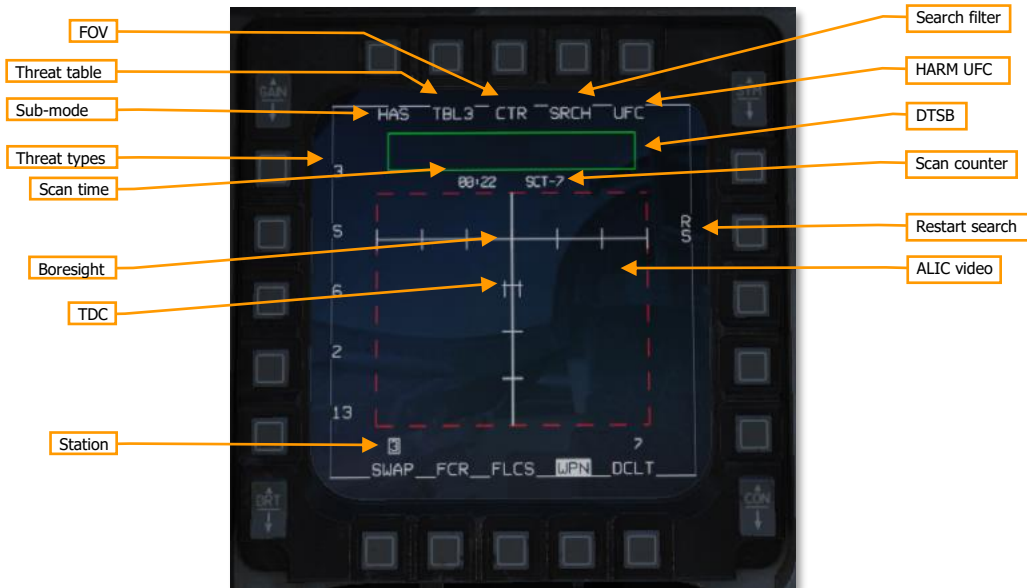 FOV
Search filter
Threat table
HARM UFC
Sub-mode
DTSB
Threat types
Scan counter
Scan time
Restart search
Boresight
ALIC video
TDC
Station
GAIN
SYM
HAS TBL3 CTR SRCH UFC
3
00:22 SCT-7
5
R
S
6
2
13
3 7
SWAP FCR FLCS WPN DCLT
BRT
CON